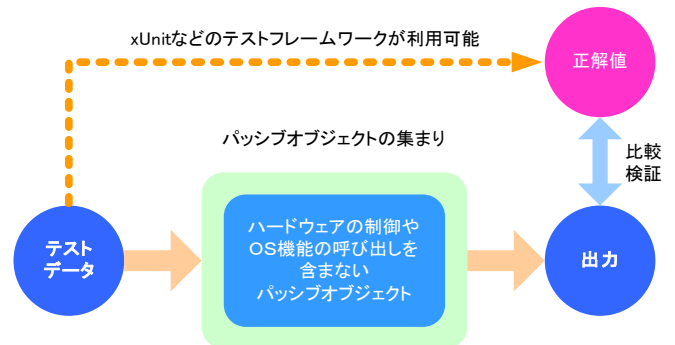 xUnitなどのテストフレームワークが利用可能
正解値
パッシブオブジェクトの集まり
比較
検証
テスト
データ
ハードウェアの制御や
OS機能の呼び出しを
含まない
パッシブオブジェクト
出力